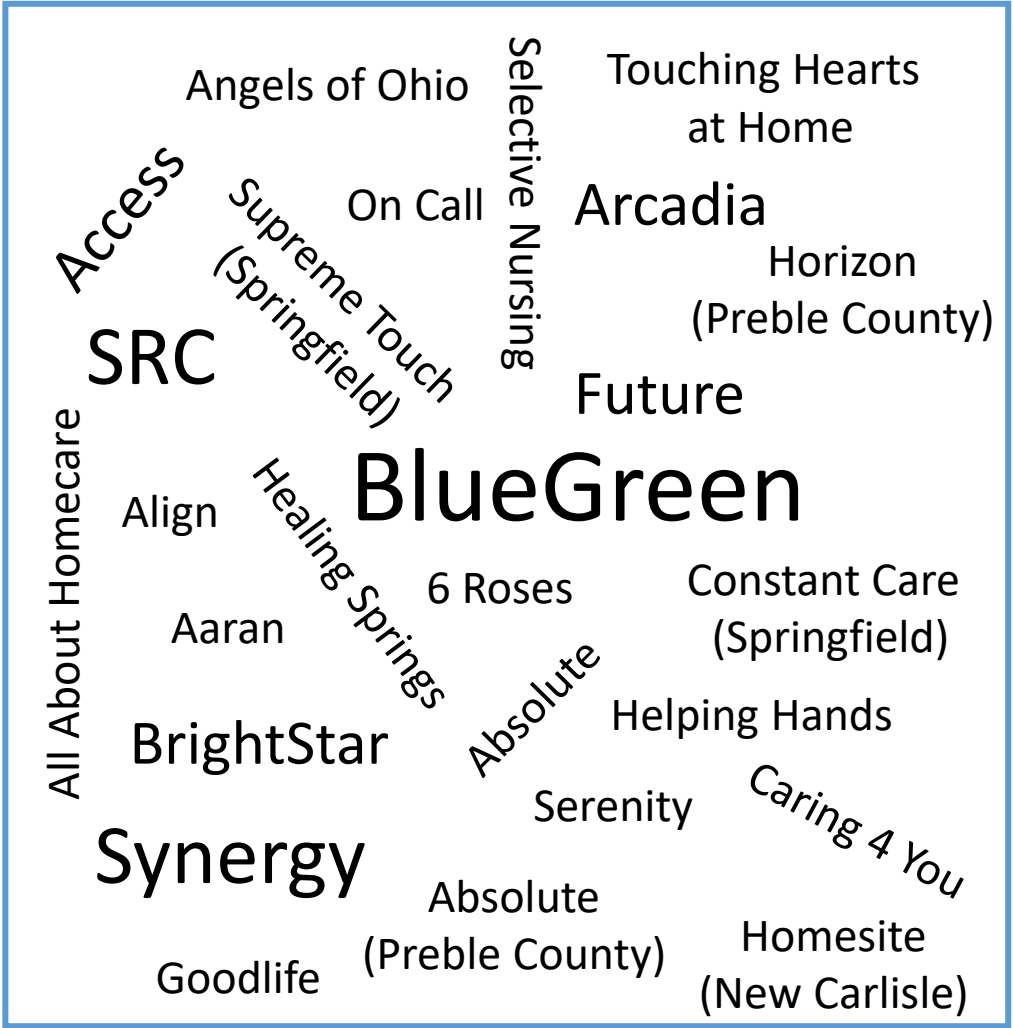 Angels of Ohio
Selective Nursing
Touching Hearts
at Home
Access
Supreme Touch
(Springfield)
On Call
Arcadia
Horizon
(Preble County)
SRC
Future
All About Homecare
Align
Healing Springs
BlueGreen
6 Roses
Constant Care
(Springfield)
Aaran
Absolute
Helping Hands
BrightStar
Serenity
Caring 4 You
Synergy
Absolute
(Preble County)
Homesite
(New Carlisle)
Goodlife